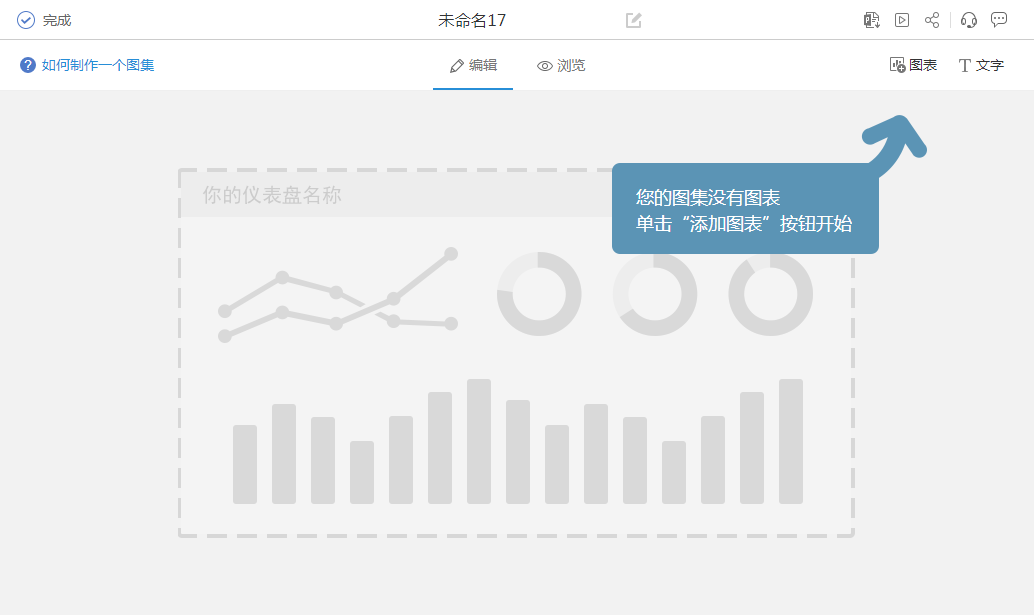 完成
未命名17
如何制作一个图集
编辑
浏览
图表
文字
你的仪表盘名称
您的图集没有图表
单击“添加图表”按钮开始